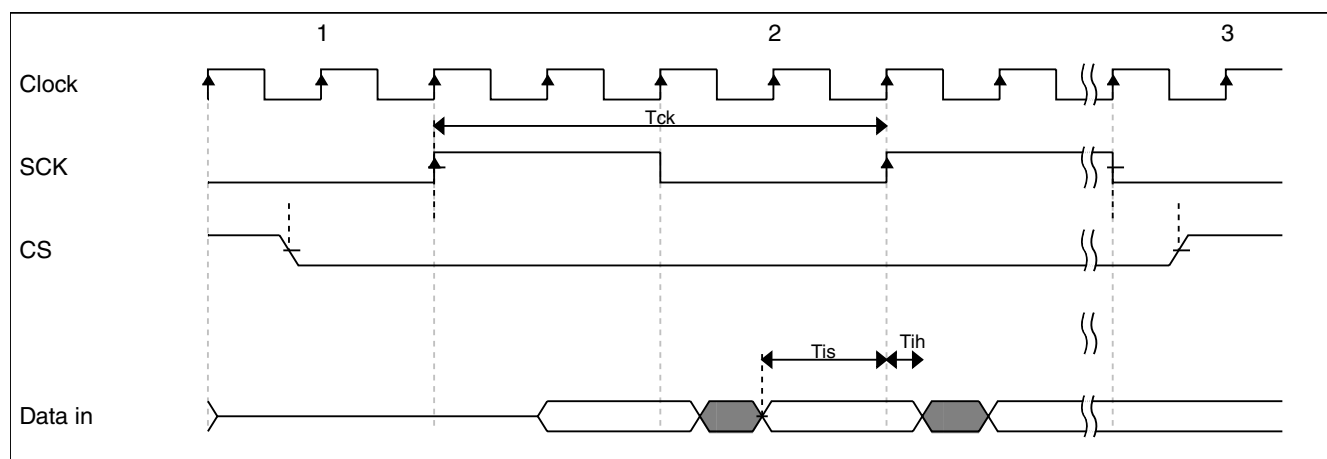 1 2 3
Clock
Tck
SCK
CS
Tis Tih
Data in